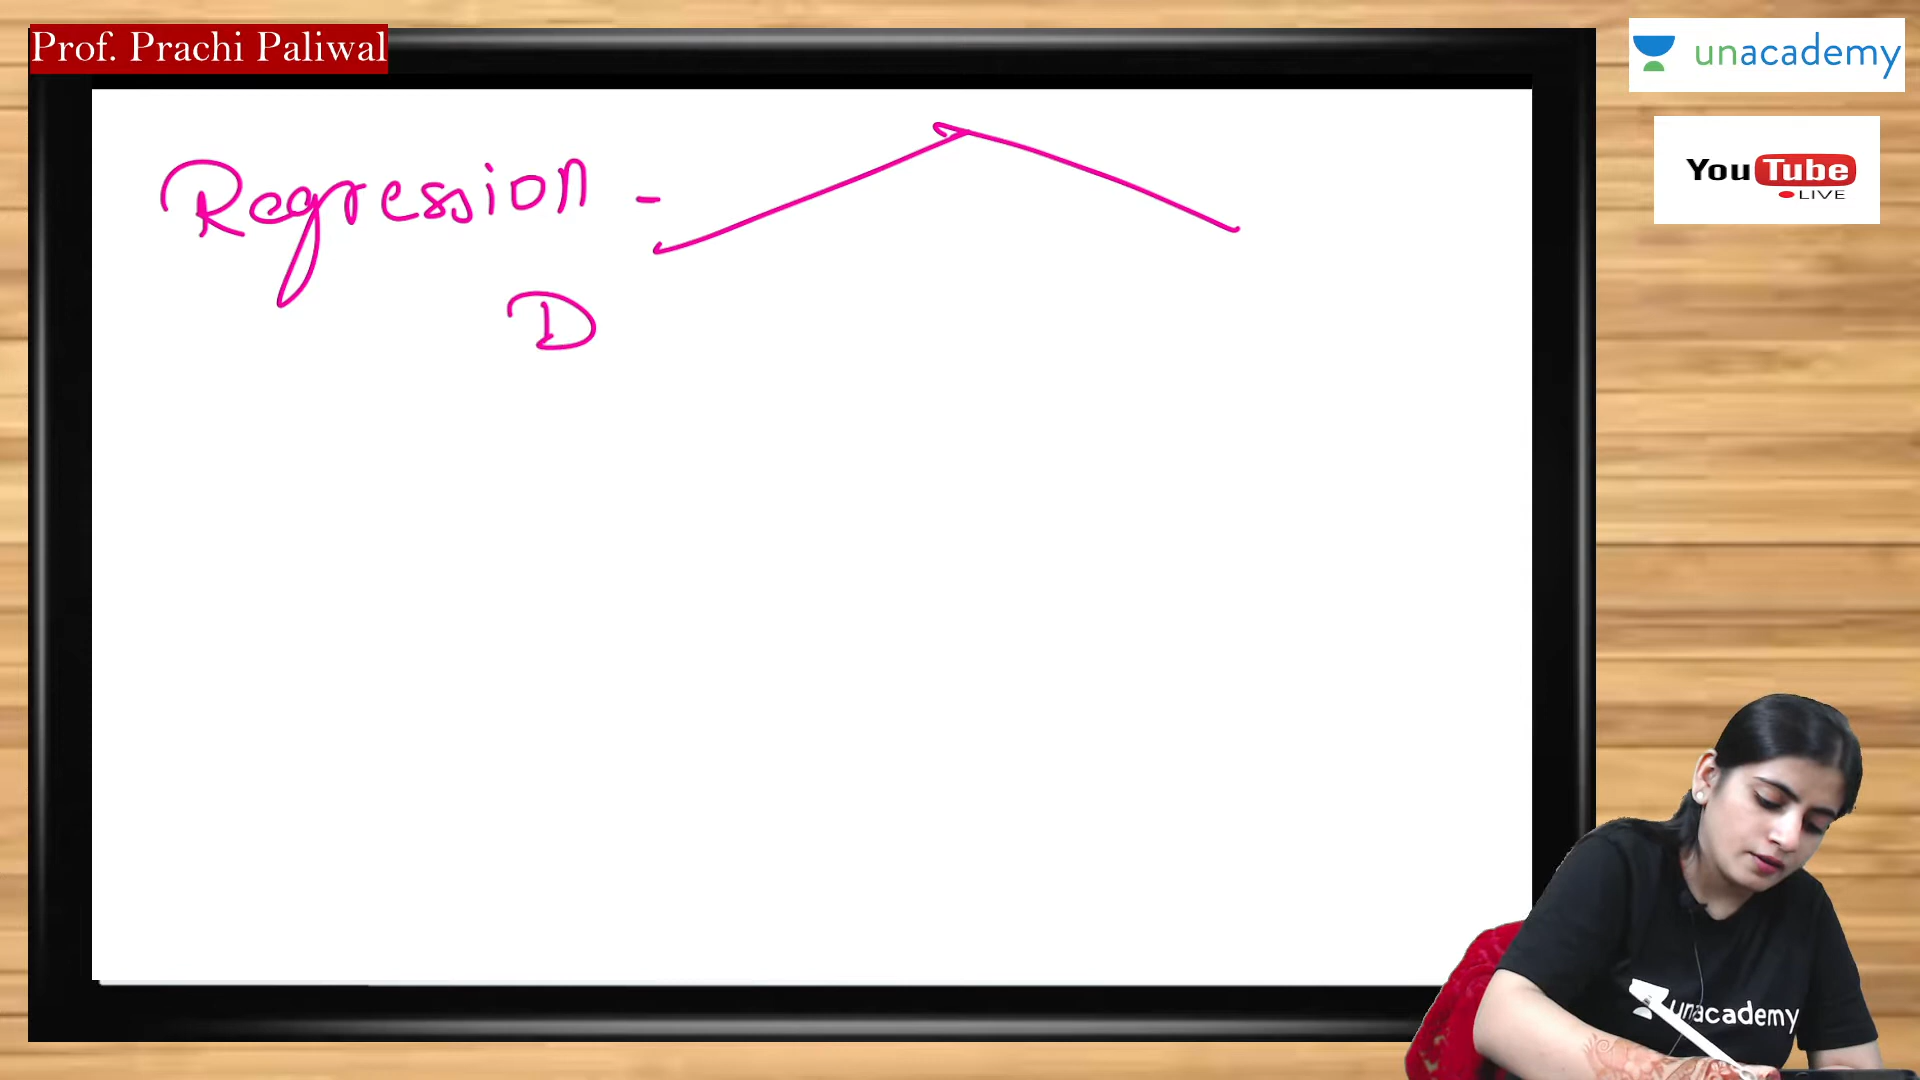 Prof. Prachi Paliwal
unacademy
YouTube
LIVE
Regression -
D
unacademy